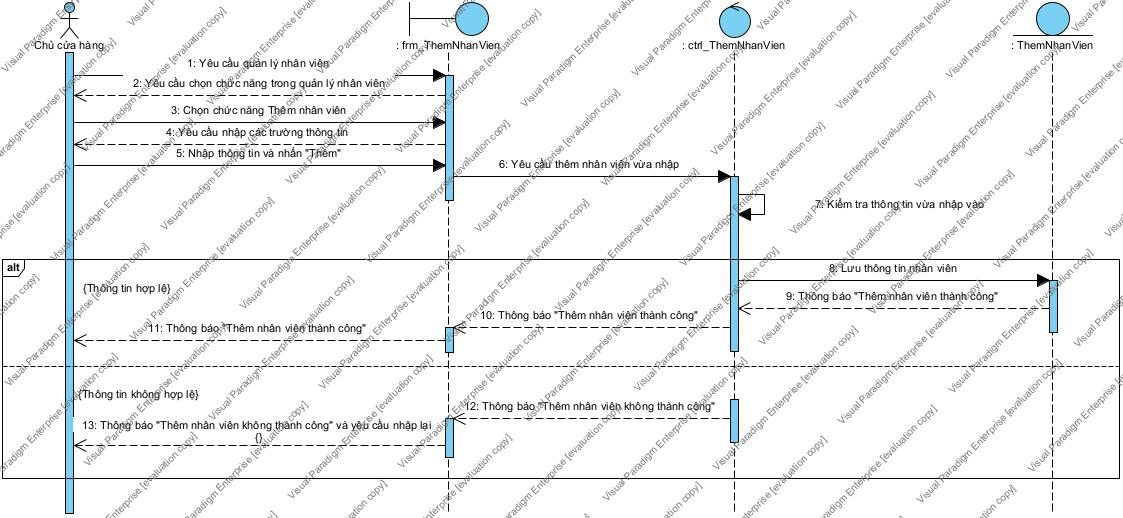 Chủ cửa hàng
: frm_ThemNhanVien
: ctrl_ThemNhanVien
: ThemNhanVien
1: Yêu cầu quản lý nhân viên
2: Yêu cầu chọn chức năng trong quản lý nhân viên
3: Chọn chức năng Thêm nhân viên
4: Yêu cầu nhập các trường thông tin
5: Nhập thông tin và nhấn "Thêm"
6: Yêu cầu thêm nhân viên vừa nhập
7: Kiểm tra thông tin vừa nhập vào
alt
8: Lưu thông tin nhân viên
{Thông tin hợp lệ}
9: Thông báo "Thêm nhân viên thành công"
10: Thông báo "Thêm nhân viên thành công"
11: Thông báo "Thêm nhân viên thành công"
{Thông tin không hợp lệ}
12: Thông báo "Thêm nhân viên không thành công"
13: Thông báo "Thêm nhân viên không thành công" và yêu cầu nhập lại
{}
Visual Paradigm Enterprise [evaluation copy]